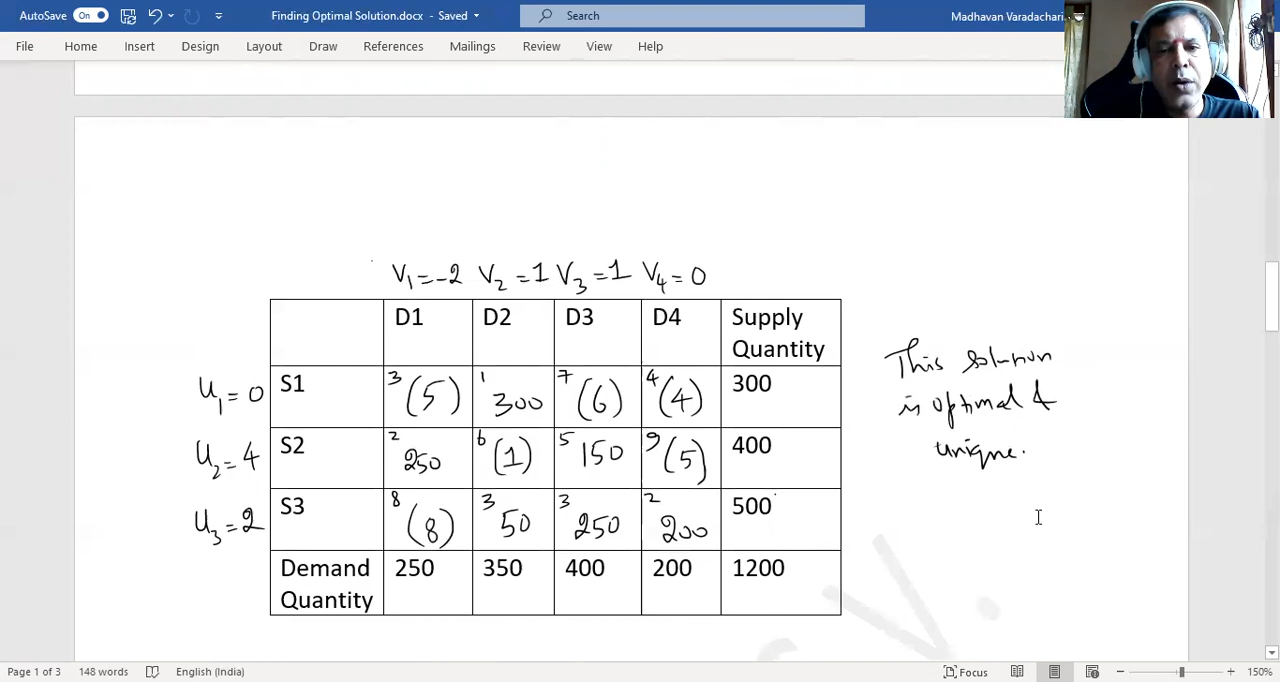 AutoSave On Finding Optimal Solution.docx - Saved Search Madhavan Varadachari
File Home Insert Design Layout References Mailings Review View Help
V1=-2 V2=1 V3=1 V4=0
D1 D2 D3 D4 Supply Quantity
U1=0 S1 3 (5) 1 300 7 (6) 4 (4) 300
U2=4 S2 2 250 6 (1) 5 150 9 (5) 400
U3=2 S3 8 (8) 3 50 3 250 2 200 500
Demand Quantity 250 350 400 200 1200
This solution
is optimal &
unique.
Page 1 of 3 148 words English (India) Focus 150%